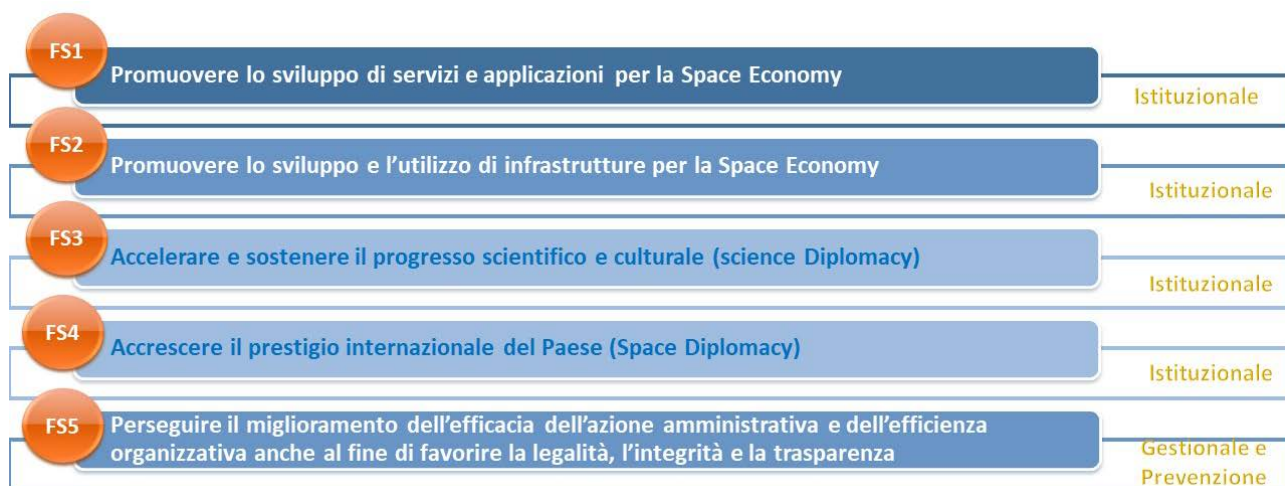 FS1
Promuovere lo sviluppo di servizi e applicazioni per la Space Economy
Istituzionale
FS2
Promuovere lo sviluppo e l’utilizzo di infrastrutture per la Space Economy
Istituzionale
FS3
Accelerare e sostenere il progresso scientifico e culturale (science Diplomacy)
Istituzionale
FS4
Accrescere il prestigio internazionale del Paese (Space Diplomacy)
Istituzionale
FS5
Perseguire il miglioramento dell’efficacia dell’azione amministrativa e dell’efficienza
organizzativa anche al fine di favorire la legalità, l’integrità e la trasparenza
Gestionale e
Prevenzione